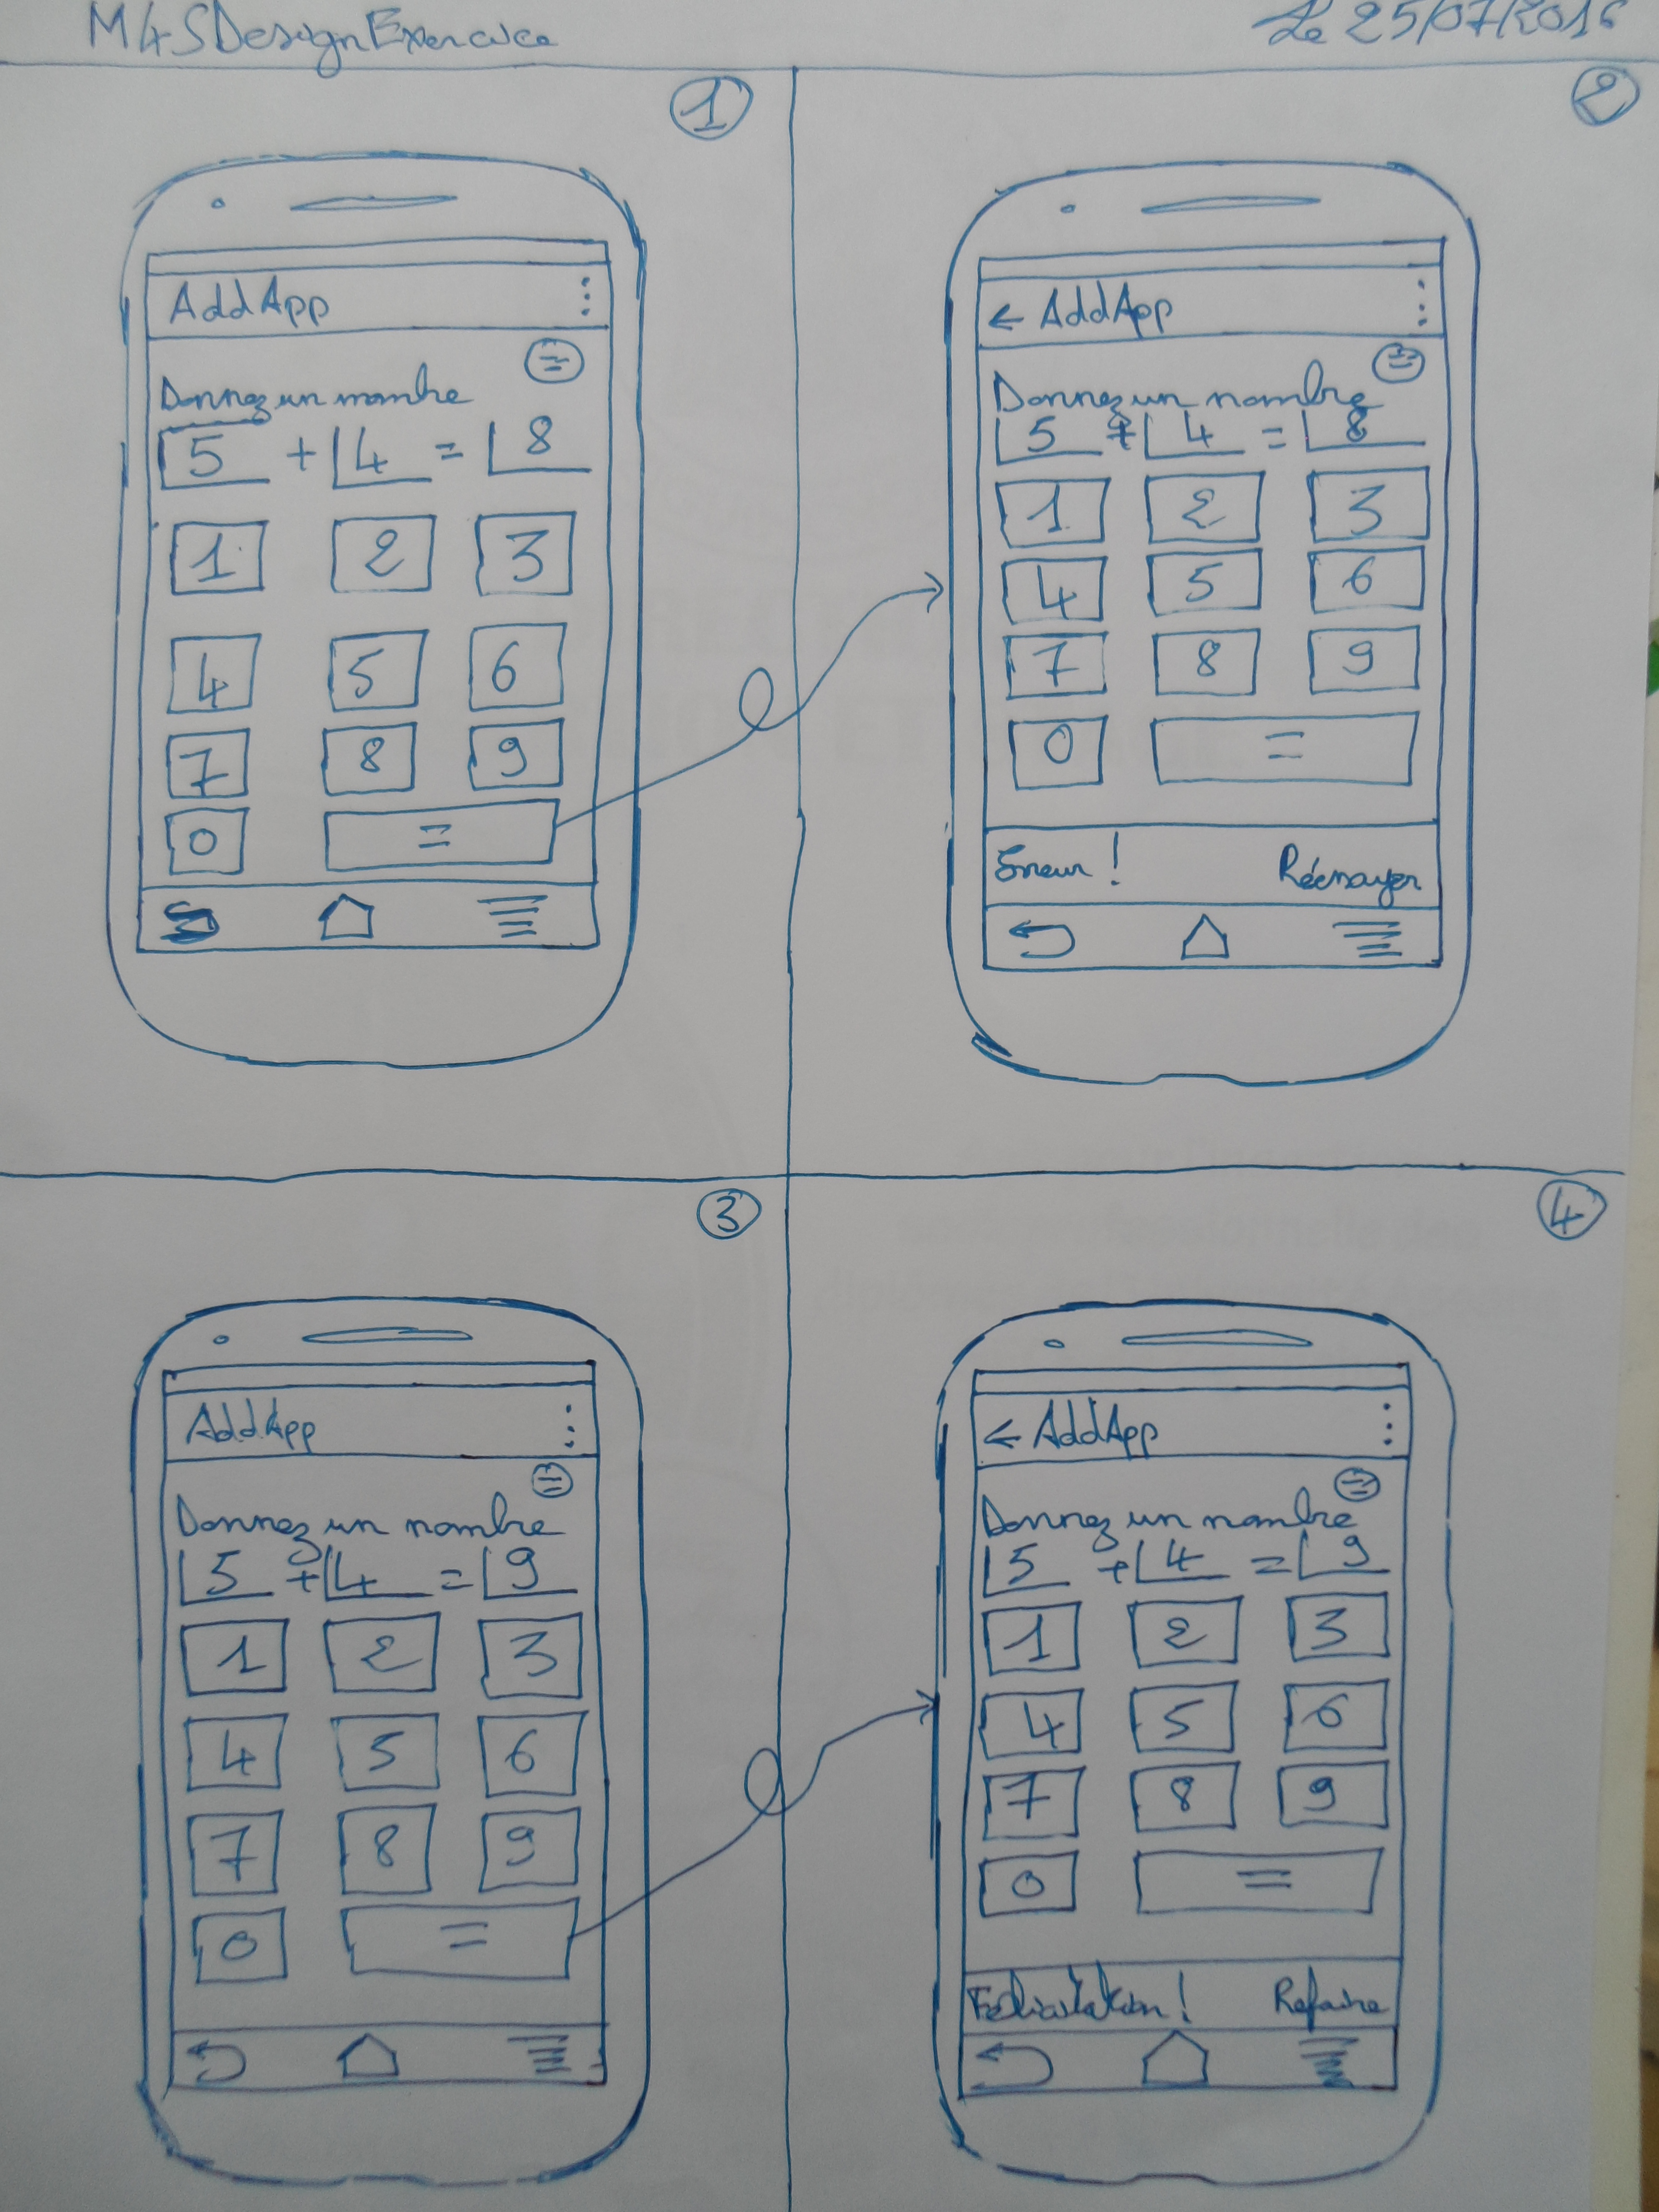 M4SDesignExercice
Le 25/07/2016
1
AddApp
Donnez un nombre
5 + 4 = 8
1 2 3
4 5 6
7 8 9
0 =
2
← AddApp
Donnez un nombre
5 + 4 = 8
1 2 3
4 5 6
7 8 9
0 =
Erreur ! Réessayer
3
AddApp
Donnez un nombre
5 + 4 = 9
1 2 3
4 5 6
7 8 9
0 =
4
← AddApp
Donnez un nombre
5 + 4 = 9
1 2 3
4 5 6
7 8 9
0 =
Félicitation ! Refaire